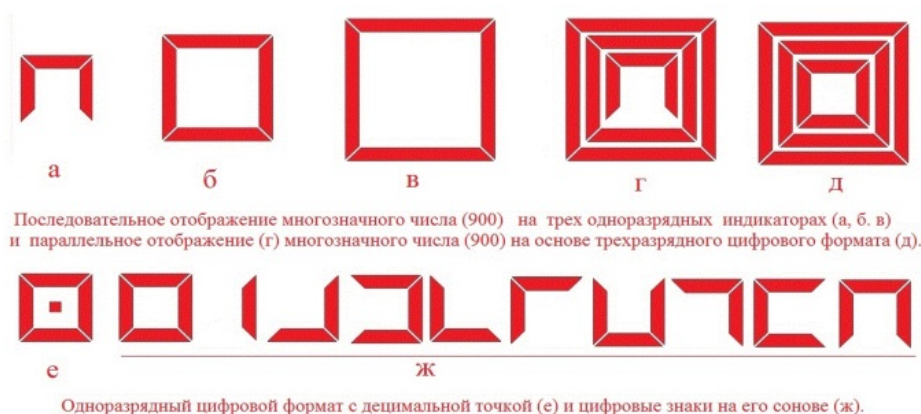 а б в г д
Последовательное отображение многозначного числа (900) на трех одноразрядных индикаторах (а, б. в)
и параллельное отображение (г) многозначного числа (900) на основе трехразрядного цифрового формата (д).
е ж
Одноразрядный цифровой формат с децимальной точкой (е) и цифровые знаки на его сонове (ж).